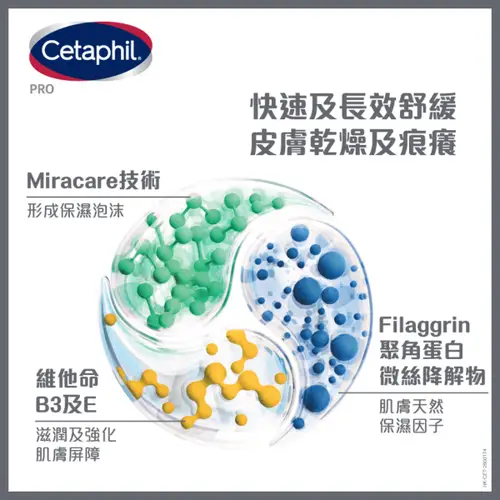 Cetaphil®
PRO
快速及長效舒緩
皮膚乾燥及痕癢
Miracare技術
形成保濕泡沫
Filaggrin
聚角蛋白
微絲降解物
肌膚天然
保濕因子
維他命
B3及E
滋潤及強化
肌膚屏障